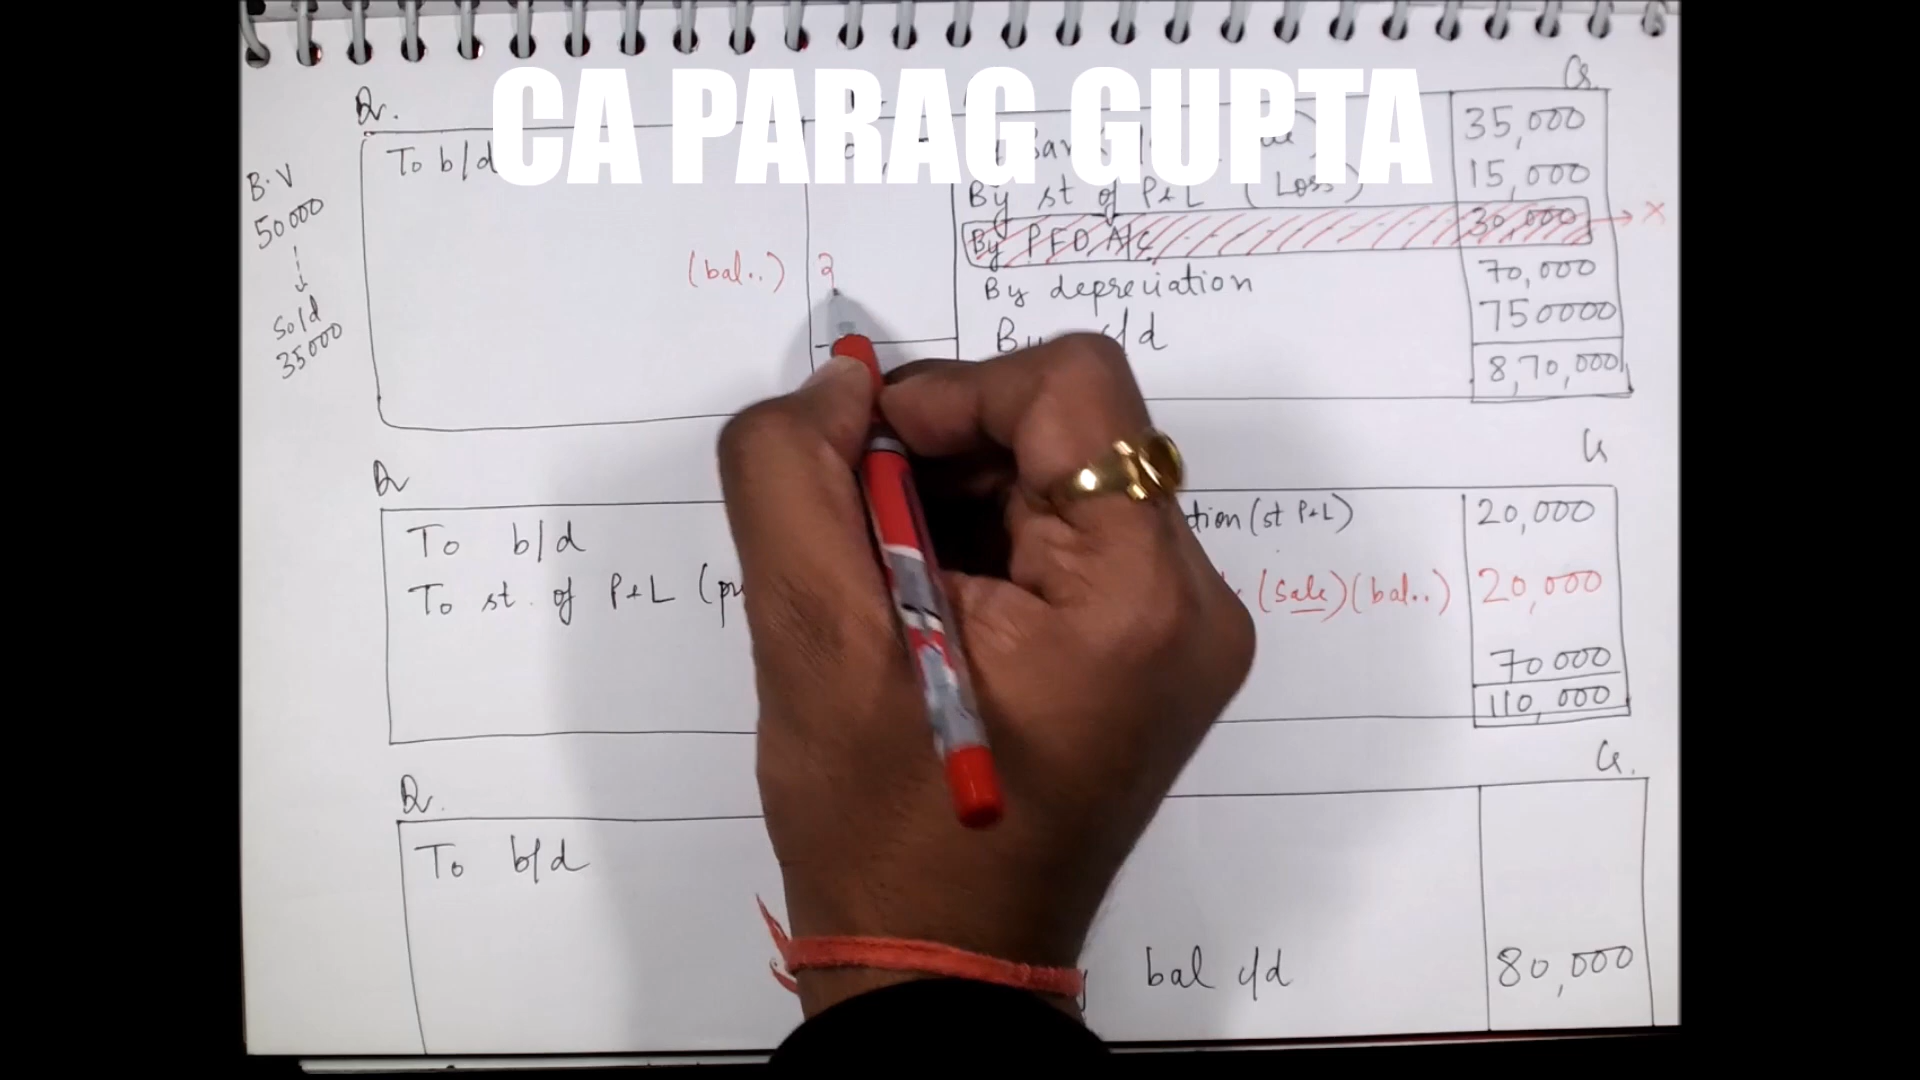 CA PARAG GUPTA
Dr. Cr.
To b/d 35,000
By st of P+L (Loss) 15,000
By PFD A/c 30,000 → X
(bal..) 2 By depreciation 70,000
By c/d 750000
8,70,000
B.V
50000
↓
Sold
35000
Dr Cr
To b/d (st P+L) 20,000
To st. of P+L (Sale) (bal..) 20,000
70000
110,000
Dr. Cr.
To b/d
bal c/d 80,000